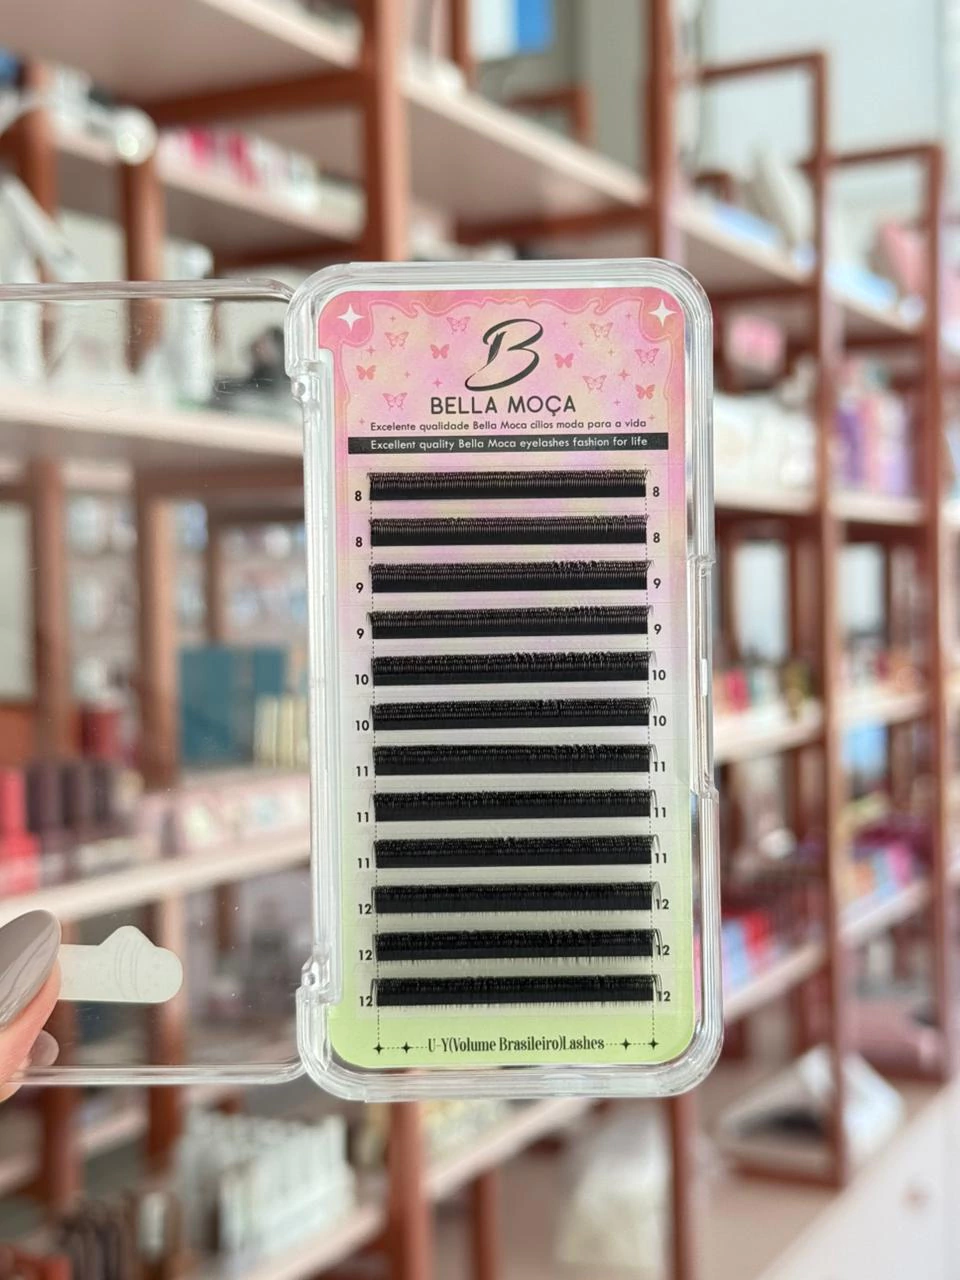 B
BELLA MOÇA
Excelente qualidade Bella Moca cílios moda para a vida
Excellent quality Bella Moca eyelashes fashion for life
8 8
8 8
9 9
9 9
10 10
10 10
11 11
11 11
11 11
12 12
12 12
12 12
U-Y(Volume Brasileiro)Lashes